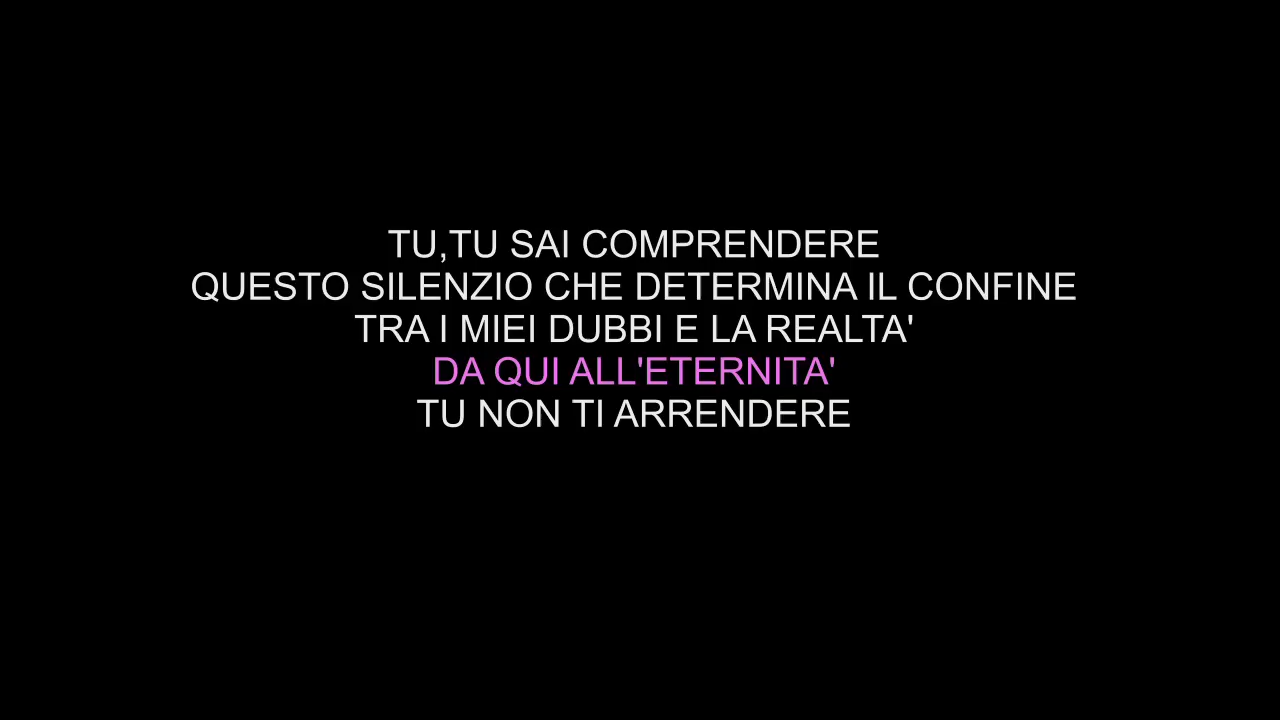 TU,TU SAI COMPRENDERE
QUESTO SILENZIO CHE DETERMINA IL CONFINE
TRA I MIEI DUBBI E LA REALTA'
DA QUI ALL'ETERNITA'
TU NON TI ARRENDERE